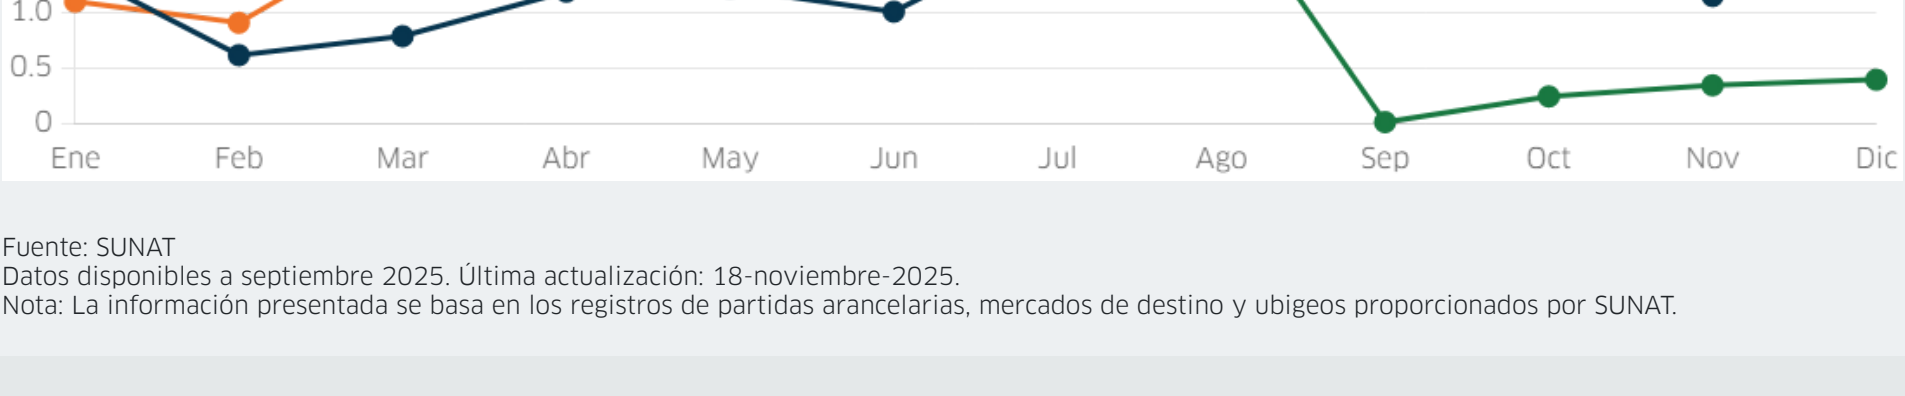 1.0
0.5
0
Ene Feb Mar Abr May Jun Jul Ago Sep Oct Nov Dic
Fuente: SUNAT
Datos disponibles a septiembre 2025. Última actualización: 18-noviembre-2025.
Nota: La información presentada se basa en los registros de partidas arancelarias, mercados de destino y ubigeos proporcionados por SUNAT.